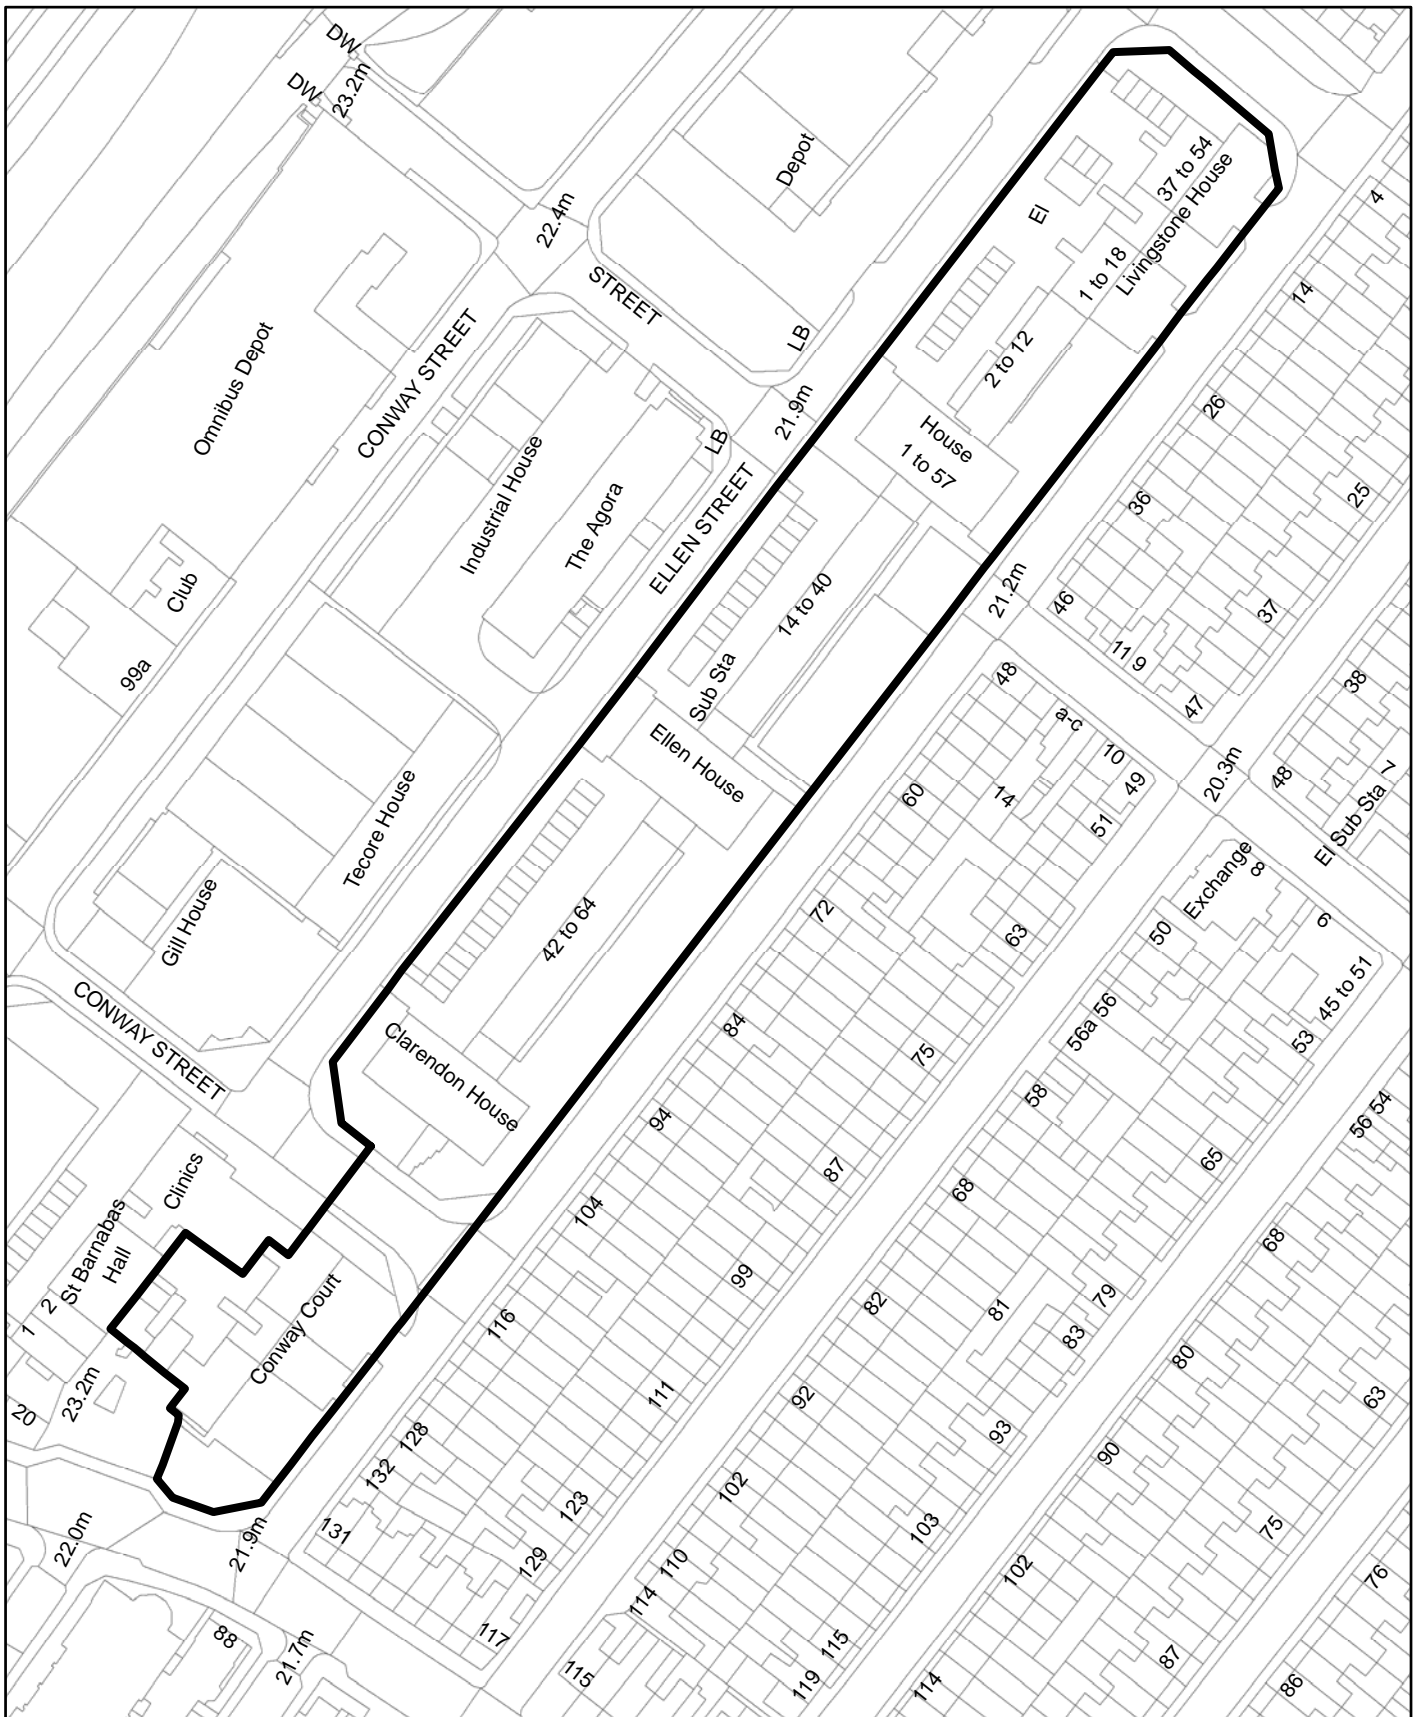 DW
DW
23.2m
22.4m
Depot
STREET
LB
37 to 54
Livingstone House
El
1 to 18
2 to 12
4
14
26
36
25
46
37
11
9
47
Omnibus Depot
CONWAY STREET
Industrial House
The Agora
LB
21.9m
ELLEN STREET
House
1 to 57
21.2m
Club
99a
14 to 40
Sub Sta
Ellen House
48
a-c
10
14
49
51
60
38
48
7
El Sub Sta
20.3m
Tecore House
Gill House
42 to 64
72
63
Exchange
8
6
50
45 to 51
53
56
56a
CONWAY STREET
Clarendon House
84
75
58
94
87
65
54
56
Clinics
St Barnabas
Hall
1
2
104
99
68
68
Conway Court
116
82
81
79
83
80
63
23.2m
20
111
92
128
132
93
90
102
22.0m
21.9m
131
123
129
103
75
102
110
114
117
115
88
21.7m
115
119
87
114
76
86